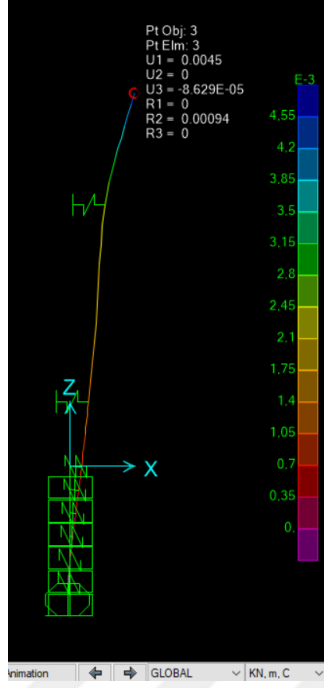 Pt Obj: 3
Pt Elm: 3
U1 = 0.0045
U2 = 0
U3 = -8.629E-05
R1 = 0
R2 = 0.00094
R3 = 0
E-3
4.55
4.2
3.85
3.5
3.15
2.8
2.45
2.1
1.75
1.4
1.05
0.7
0.35
0.
Z
X
Animation
GLOBAL
KN, m, C